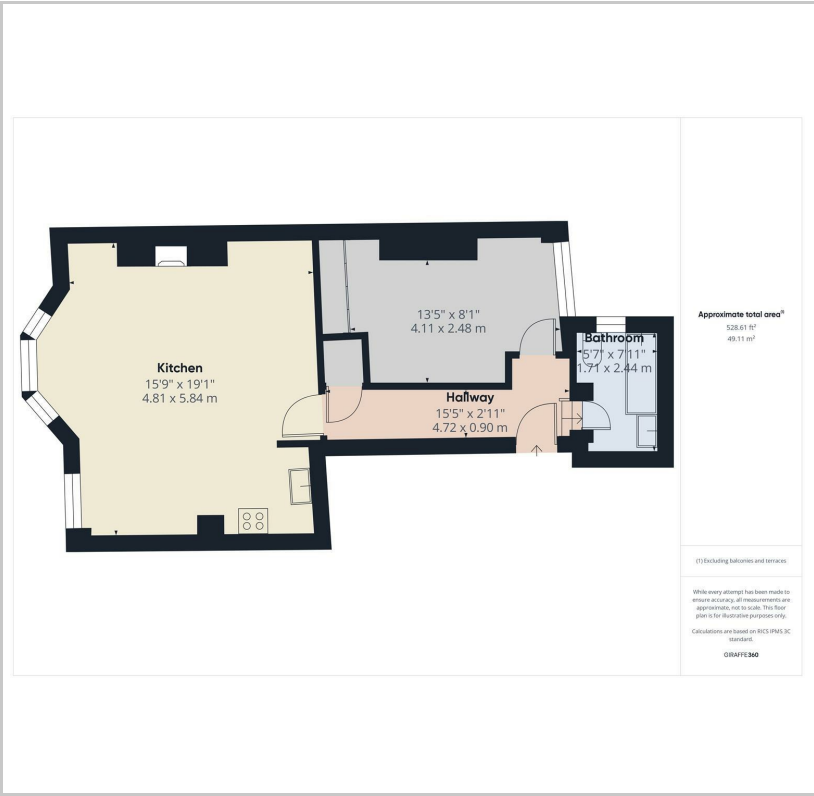 Kitchen
15'9" x 19'1"
4.81 x 5.84 m
13'5" x 8'1"
4.11 x 2.48 m
Hallway
15'5" x 2'11"
4.72 x 0.90 m
Bathroom
5'7" x 7'11"
1.71 x 2.44 m
Approximate total area⁽¹⁾
528.61 ft²
49.11 m²
(1) Excluding balconies and terraces
While every attempt has been made to
ensure accuracy, all measurements are
approximate, not to scale. This floor
plan is for illustrative purposes only.
Calculations are based on RICS IPMS 3C
standard.
GIRAFFE360